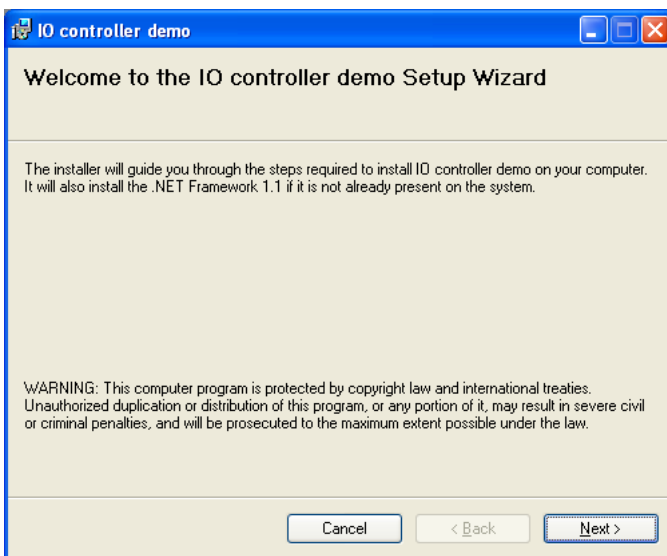 IO controller demo
Welcome to the IO controller demo Setup Wizard
The installer will guide you through the steps required to install IO controller demo on your computer.
It will also install the .NET Framework 1.1 if it is not already present on the system.
WARNING: This computer program is protected by copyright law and international treaties.
Unauthorized duplication or distribution of this program, or any portion of it, may result in severe civil
or criminal penalties, and will be prosecuted to the maximum extent possible under the law.
Cancel < Back Next >